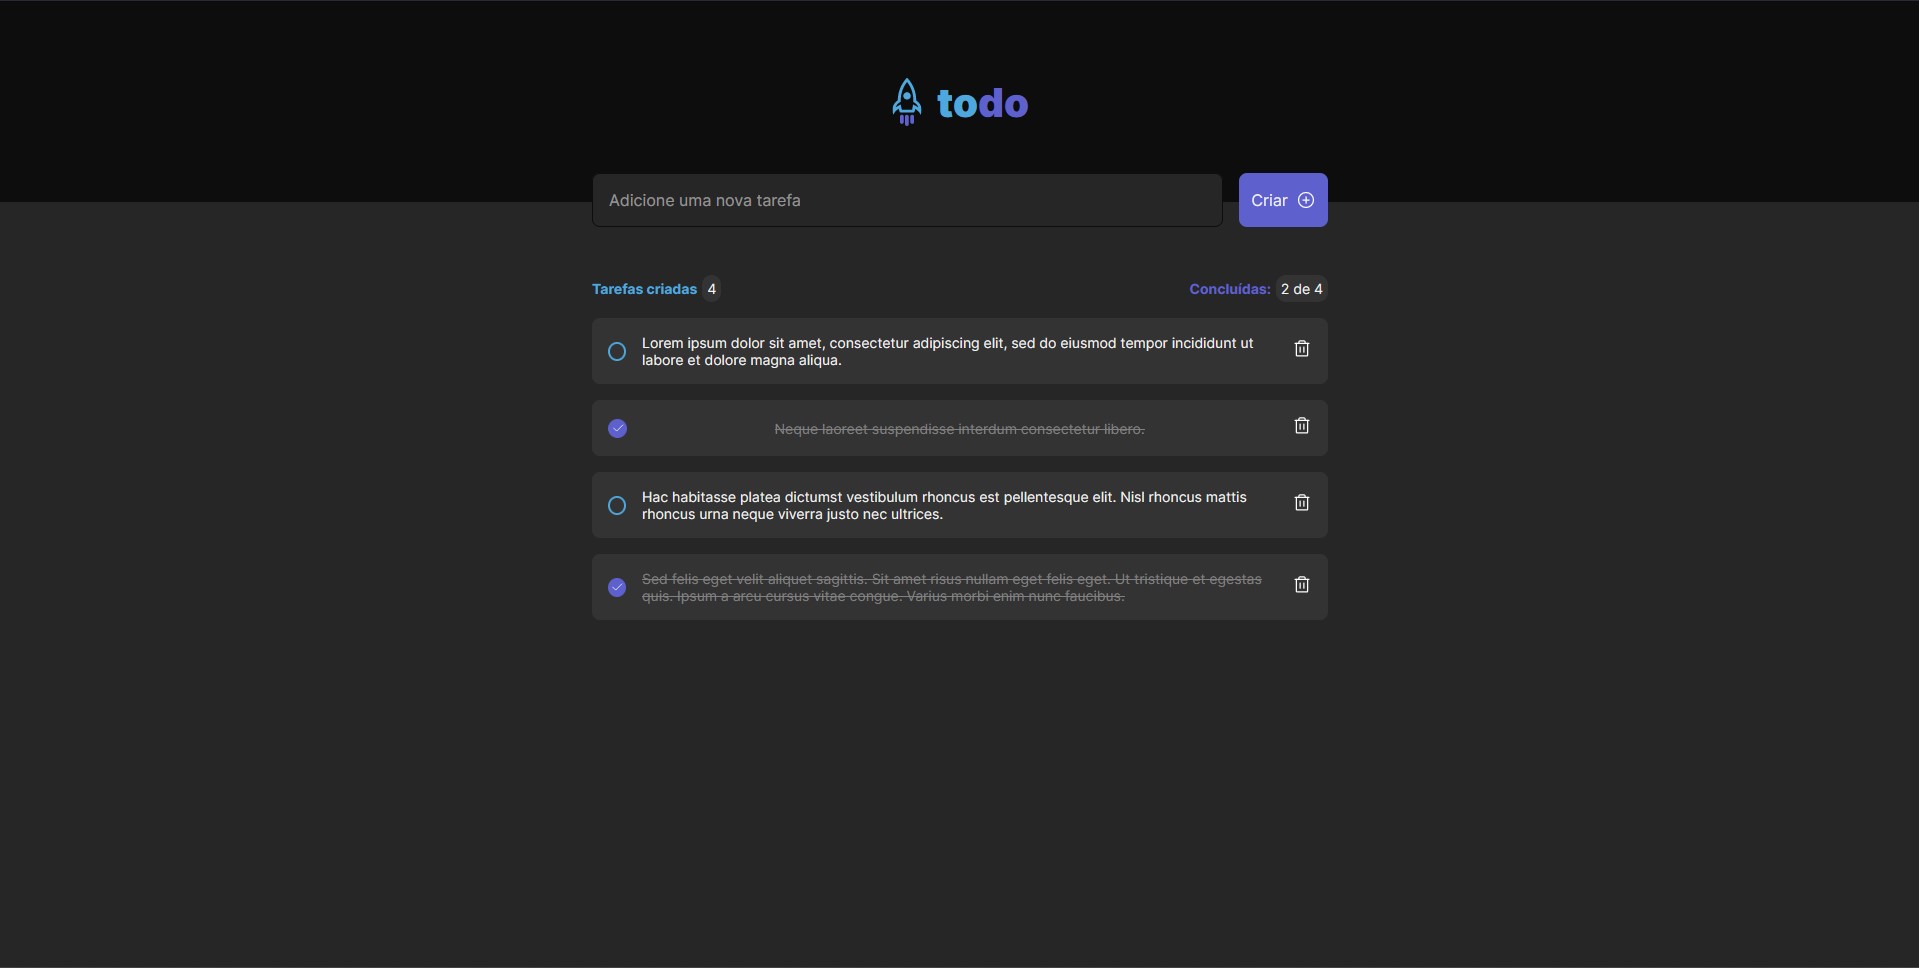 todo
Adicione uma nova tarefa
Criar
Tarefas criadas 4
Concluídas: 2 de 4
Lorem ipsum dolor sit amet, consectetur adipiscing elit, sed do eiusmod tempor incididunt ut
labore et dolore magna aliqua.
Neque laoreet suspendisse interdum consectetur libero.
Hac habitasse platea dictumst vestibulum rhoncus est pellentesque elit. Nisl rhoncus mattis
rhoncus urna neque viverra justo nec ultrices.
Sed felis eget velit aliquet sagittis. Sit amet risus nullam eget felis eget. Ut tristique et egestas
quis. Ipsum a arcu cursus vitae congue. Varius morbi enim nunc faucibus.